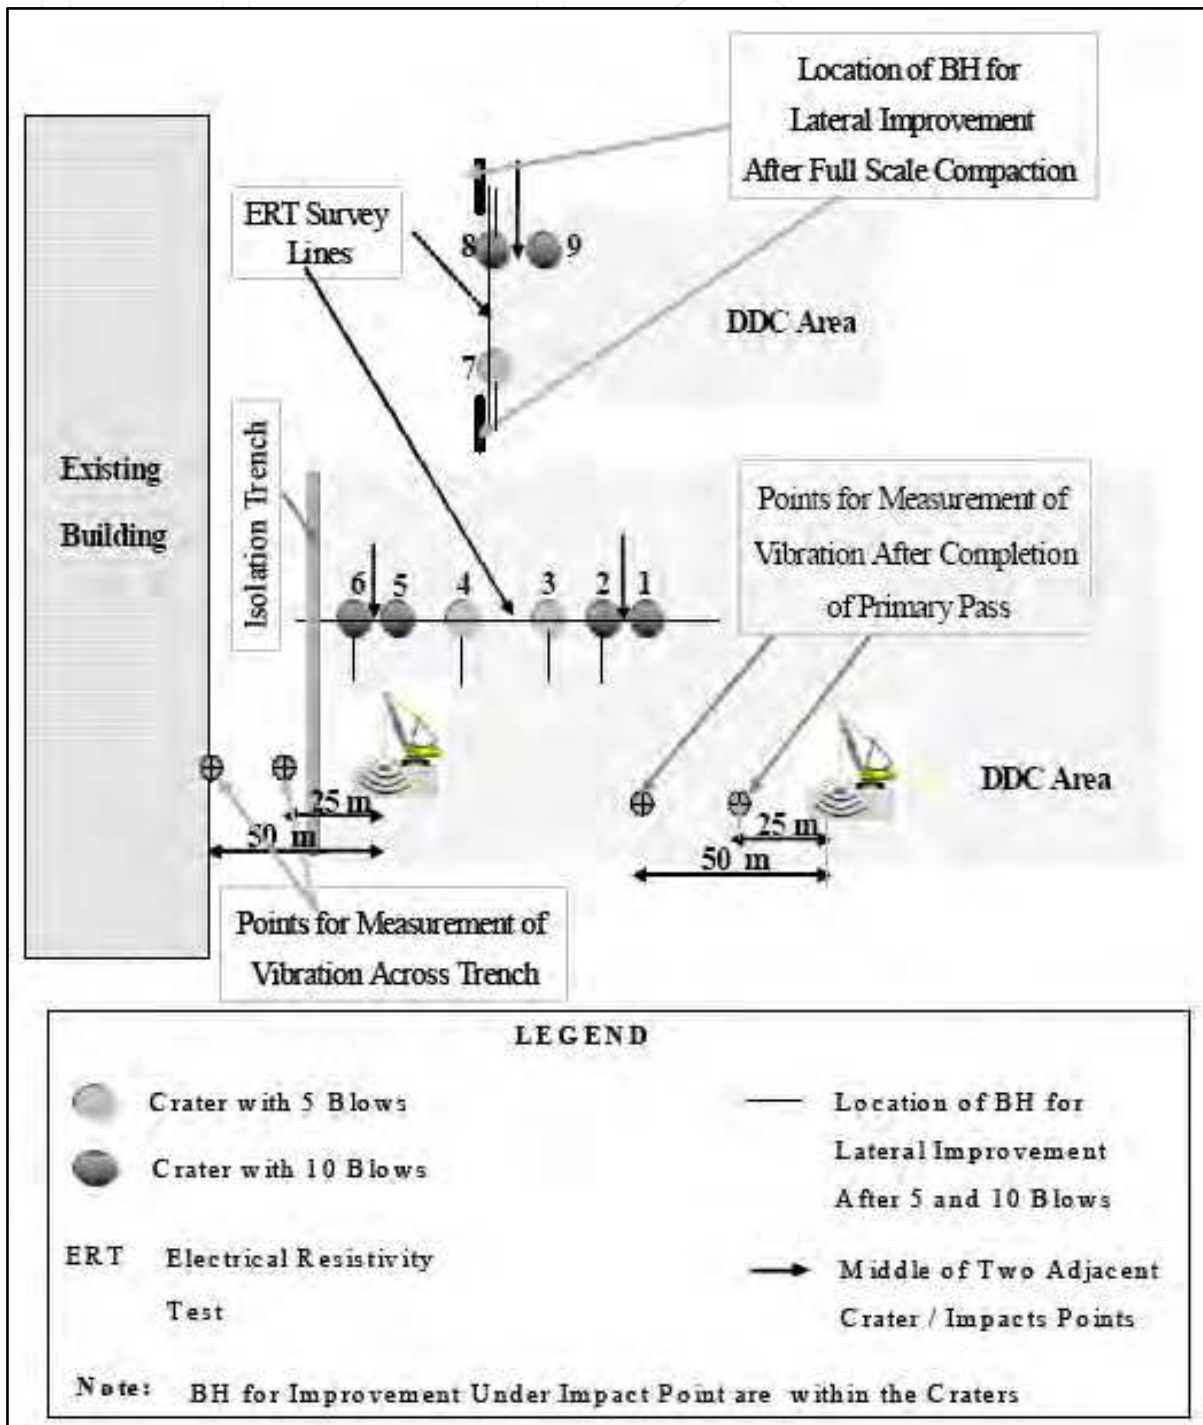 Location of BH for
Lateral Improvement
After Full Scale Compaction
ERT Survey
Lines
8
9
DDC Area
7
Existing
Building
Isolation Trench
Points for Measurement of
Vibration After Completion
of Primary Pass
6
5
4
3
2
1
25 m
50 m
25 m
50 m
DDC Area
Points for Measurement of
Vibration Across Trench
LEGEND
Crater with 5 Blows
Crater with 10 Blows
ERT Electrical Resistivity
Test
Location of BH for
Lateral Improvement
After 5 and 10 Blows
Middle of Two Adjacent
Crater / Impacts Points
Note: BH for Improvement Under Impact Point are within the Craters